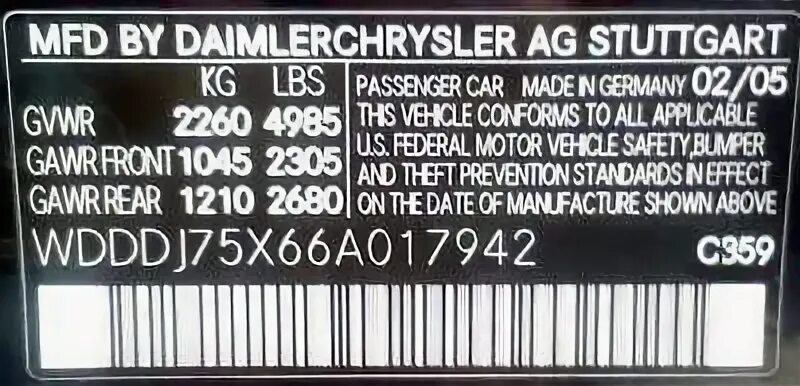 MFD BY DAIMLERCHRYSLER AG STUTTGART
KG LBS
GVWR 2260 4985
GAWR FRONT 1045 2305
GAWR REAR 1210 2680
PASSENGER CAR MADE IN GERMANY 02/05
THIS VEHICLE CONFORMS TO ALL APPLICABLE
U.S. FEDERAL MOTOR VEHICLE SAFETY,BUMPER
AND THEFT PREVENTION STANDARDS IN EFFECT
ON THE DATE OF MANUFACTURE SHOWN ABOVE
WDDDJ75X66A017942
C359